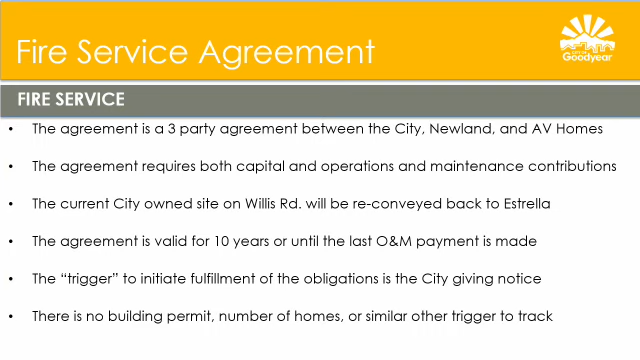 Fire Service Agreement
Goodyear
FIRE SERVICE
• The agreement is a 3 party agreement between the City, Newland, and AV Homes
• The agreement requires both capital and operations and maintenance contributions
• The current City owned site on Willis Rd. will be re-conveyed back to Estrella
• The agreement is valid for 10 years or until the last O&M payment is made
• The “trigger” to initiate fulfillment of the obligations is the City giving notice
• There is no building permit, number of homes, or similar other trigger to track